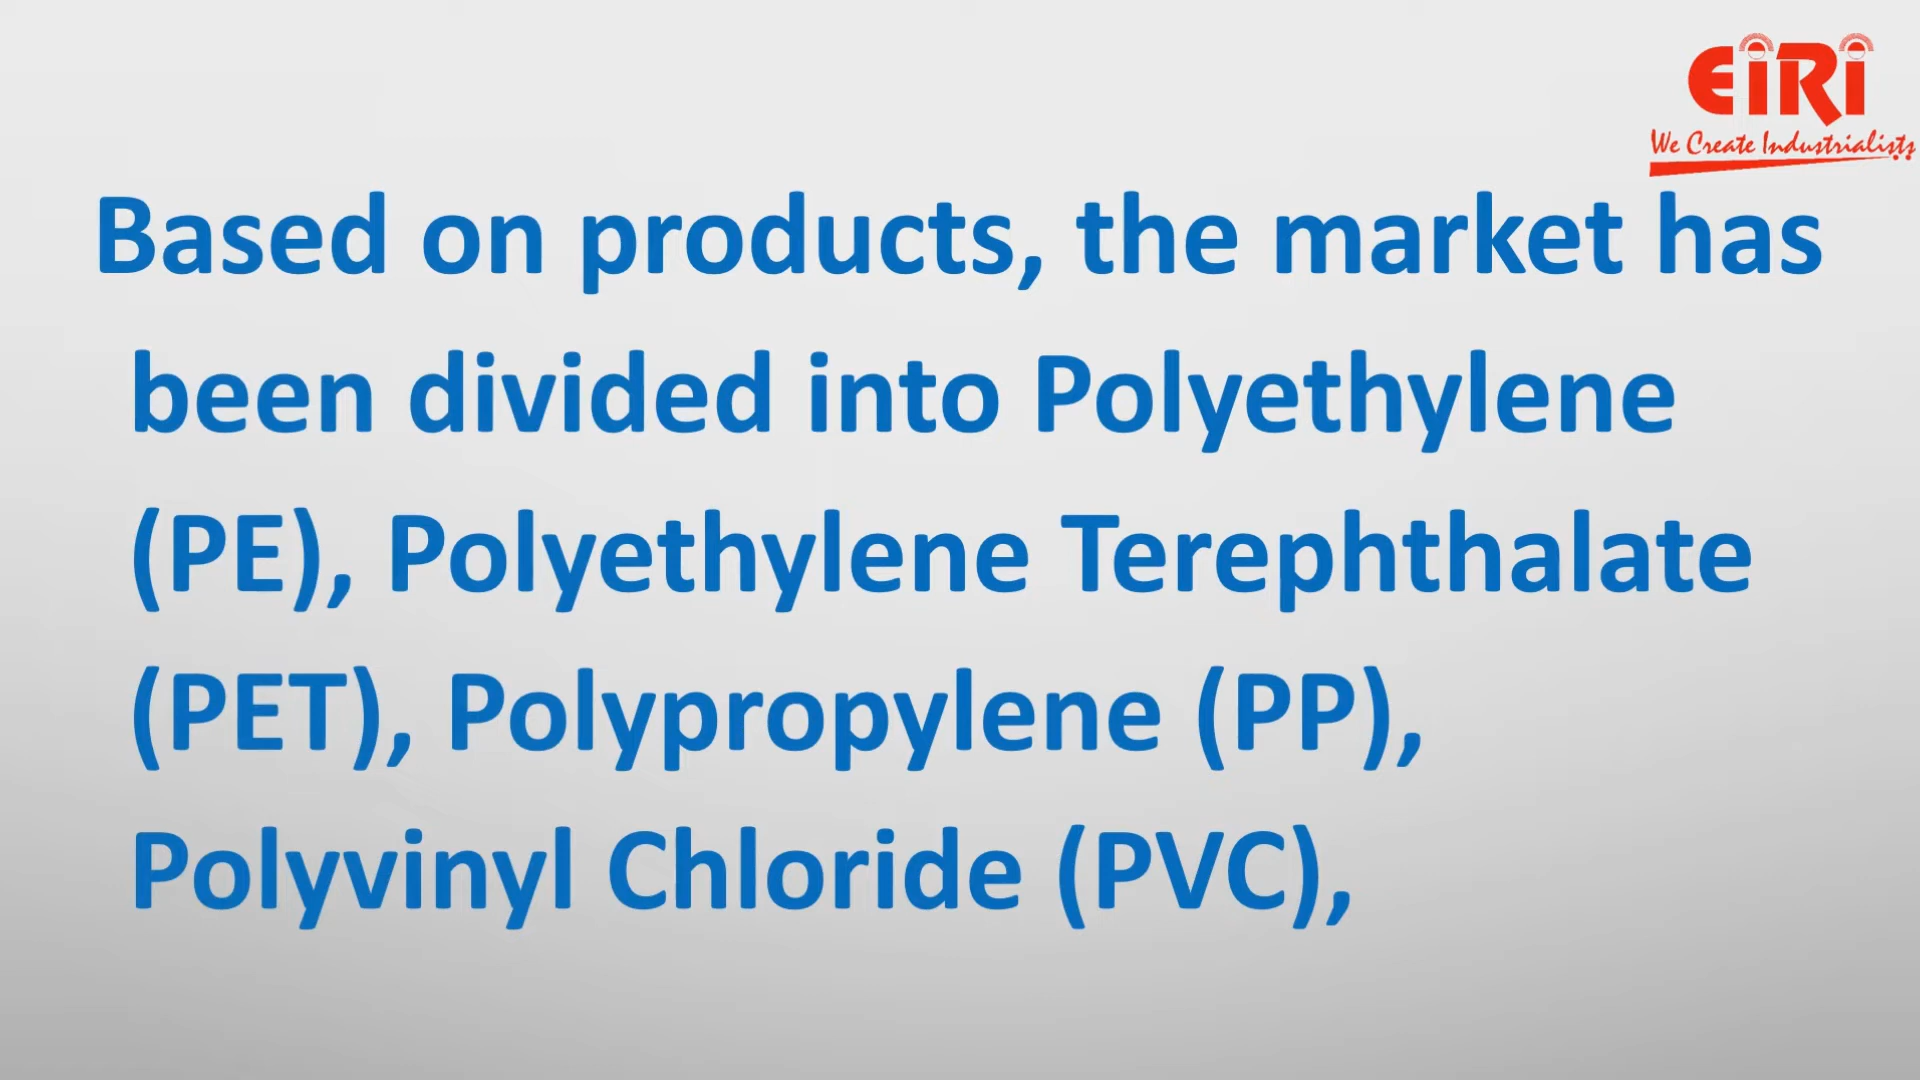 EiRi
We Create Industrialists
Based on products, the market has
been divided into Polyethylene
(PE), Polyethylene Terephthalate
(PET), Polypropylene (PP),
Polyvinyl Chloride (PVC),